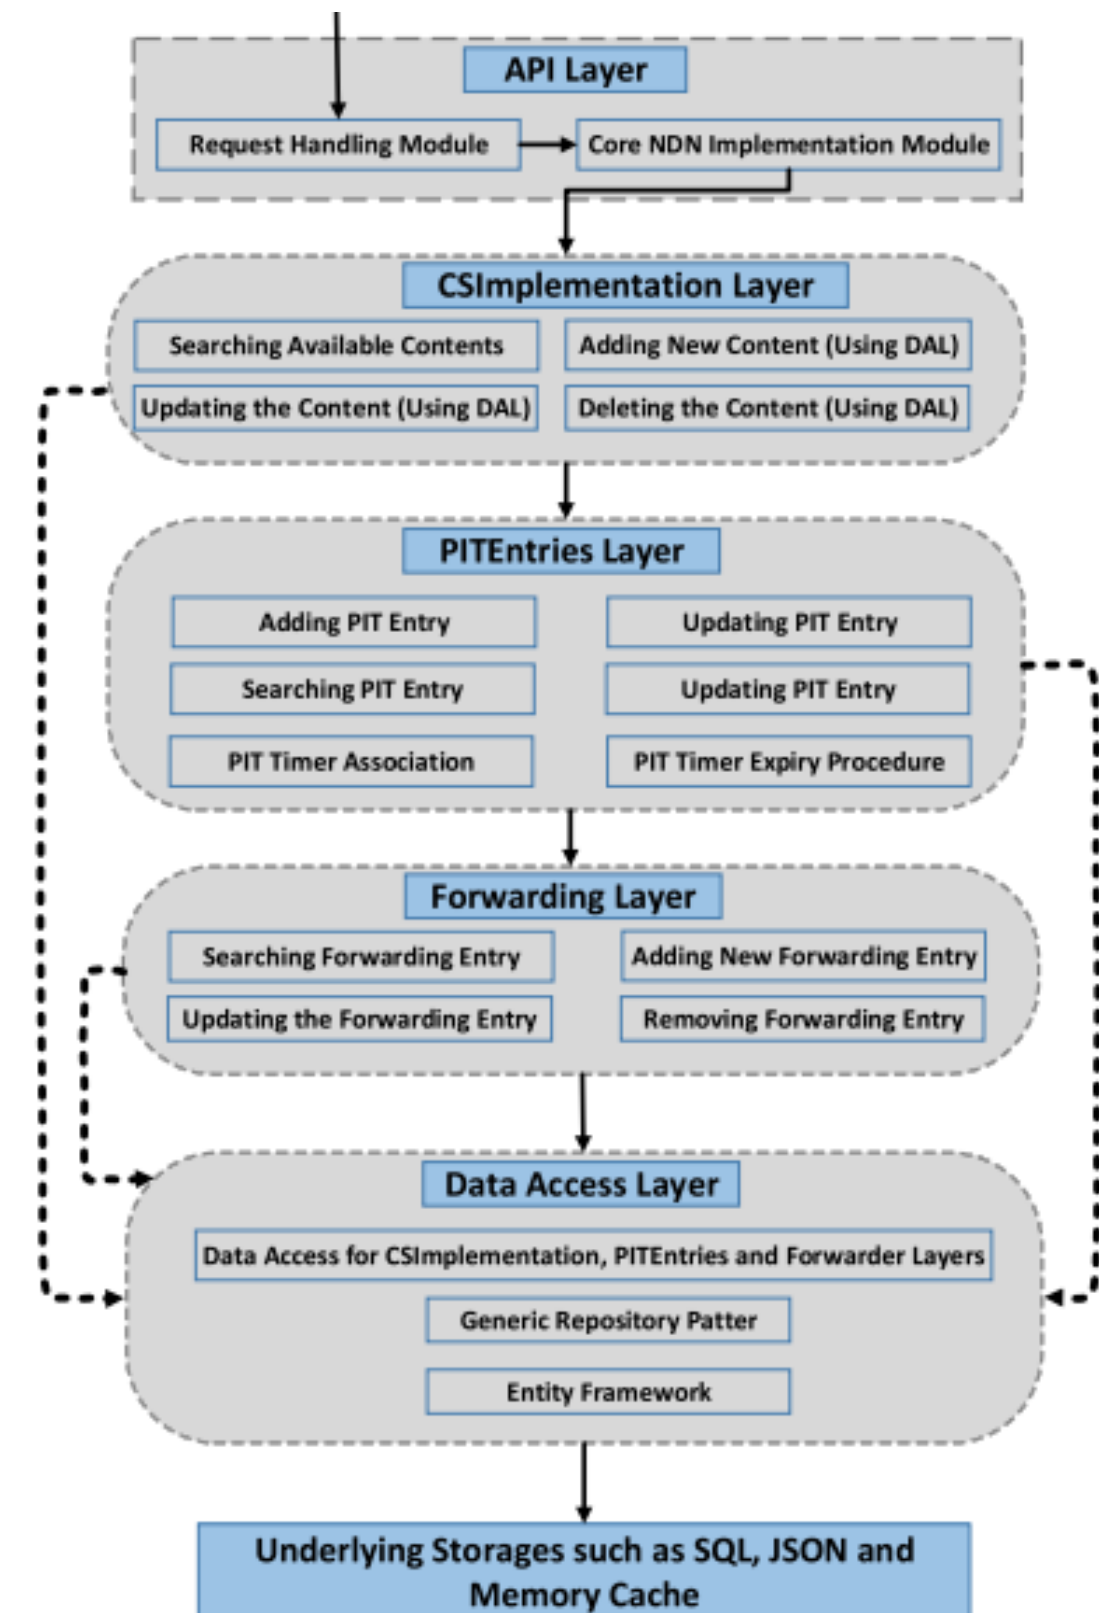 API Layer
Request Handling Module
Core NDN Implementation Module
CSImplementation Layer
Searching Available Contents
Adding New Content (Using DAL)
Updating the Content (Using DAL)
Deleting the Content (Using DAL)
PITEntries Layer
Adding PIT Entry
Updating PIT Entry
Searching PIT Entry
Updating PIT Entry
PIT Timer Association
PIT Timer Expiry Procedure
Forwarding Layer
Searching Forwarding Entry
Adding New Forwarding Entry
Updating the Forwarding Entry
Removing Forwarding Entry
Data Access Layer
Data Access for CSImplementation, PITEntries and Forwarder Layers
Generic Repository Patter
Entity Framework
Underlying Storages such as SQL, JSON and
Memory Cache